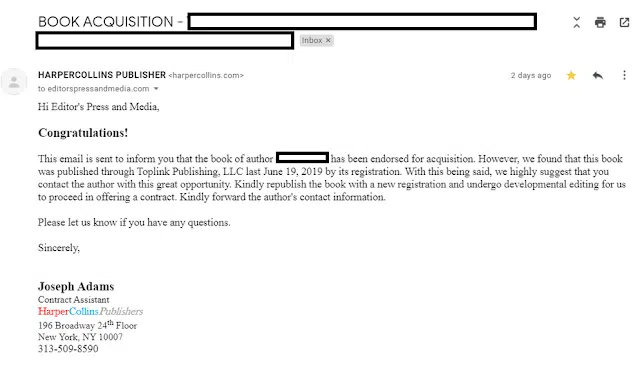 BOOK ACQUISITION -
Inbox ×
HARPERCOLLINS PUBLISHER <harpercollins.com>
2 days ago
to editorspressandmedia.com
Hi Editor's Press and Media,
Congratulations!
This email is sent to inform you that the book of author has been endorsed for acquisition. However, we found that this book
was published through Toplink Publishing, LLC last June 19, 2019 by its registration. With this being said, we highly suggest that you
contact the author with this great opportunity. Kindly republish the book with a new registration and undergo developmental editing for us
to proceed in offering a contract. Kindly forward the author's contact information.
Please let us know if you have any questions.
Sincerely,
Joseph Adams
Contract Assistant
HarperCollinsPublishers
196 Broadway 24th Floor
New York, NY 10007
313-509-8590